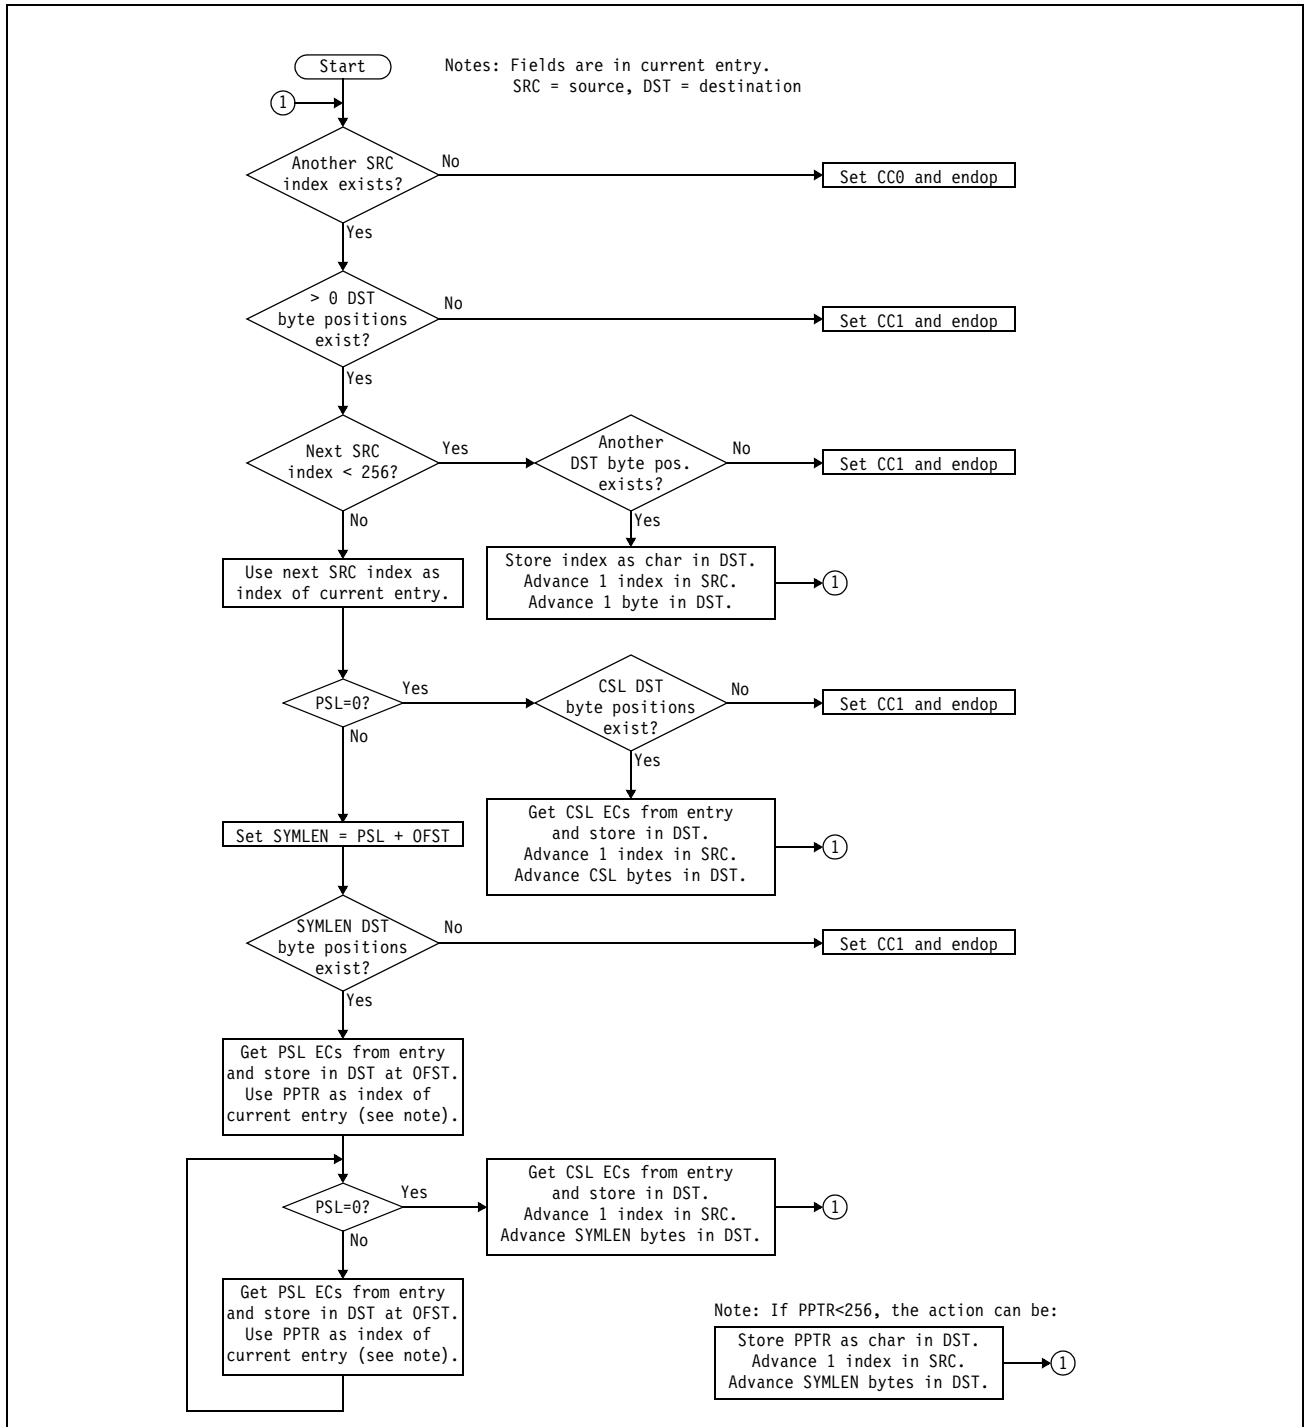 Start
Notes: Fields are in current entry.
SRC = source, DST = destination
1
Another SRC
index exists?
No
Set CC0 and endop
Yes
> 0 DST
byte positions
exist?
No
Set CC1 and endop
Yes
Next SRC
index < 256?
Yes
Another
DST byte pos.
exists?
No
Set CC1 and endop
No
Yes
Use next SRC index as
index of current entry.
Store index as char in DST.
Advance 1 index in SRC.
Advance 1 byte in DST.
1
PSL=0?
Yes
CSL DST
byte positions
exist?
No
Set CC1 and endop
No
Yes
Set SYMLEN = PSL + OFST
Get CSL ECs from entry
and store in DST.
Advance 1 index in SRC.
Advance CSL bytes in DST.
1
SYMLEN DST
byte positions
exist?
No
Set CC1 and endop
Yes
Get PSL ECs from entry
and store in DST at OFST.
Use PPTR as index of
current entry (see note).
PSL=0?
Yes
Get CSL ECs from entry
and store in DST.
Advance 1 index in SRC.
Advance SYMLEN bytes in DST.
1
No
Get PSL ECs from entry
and store in DST at OFST.
Use PPTR as index of
current entry (see note).
Note: If PPTR<256, the action can be:
Store PPTR as char in DST.
Advance 1 index in SRC.
Advance SYMLEN bytes in DST.
1